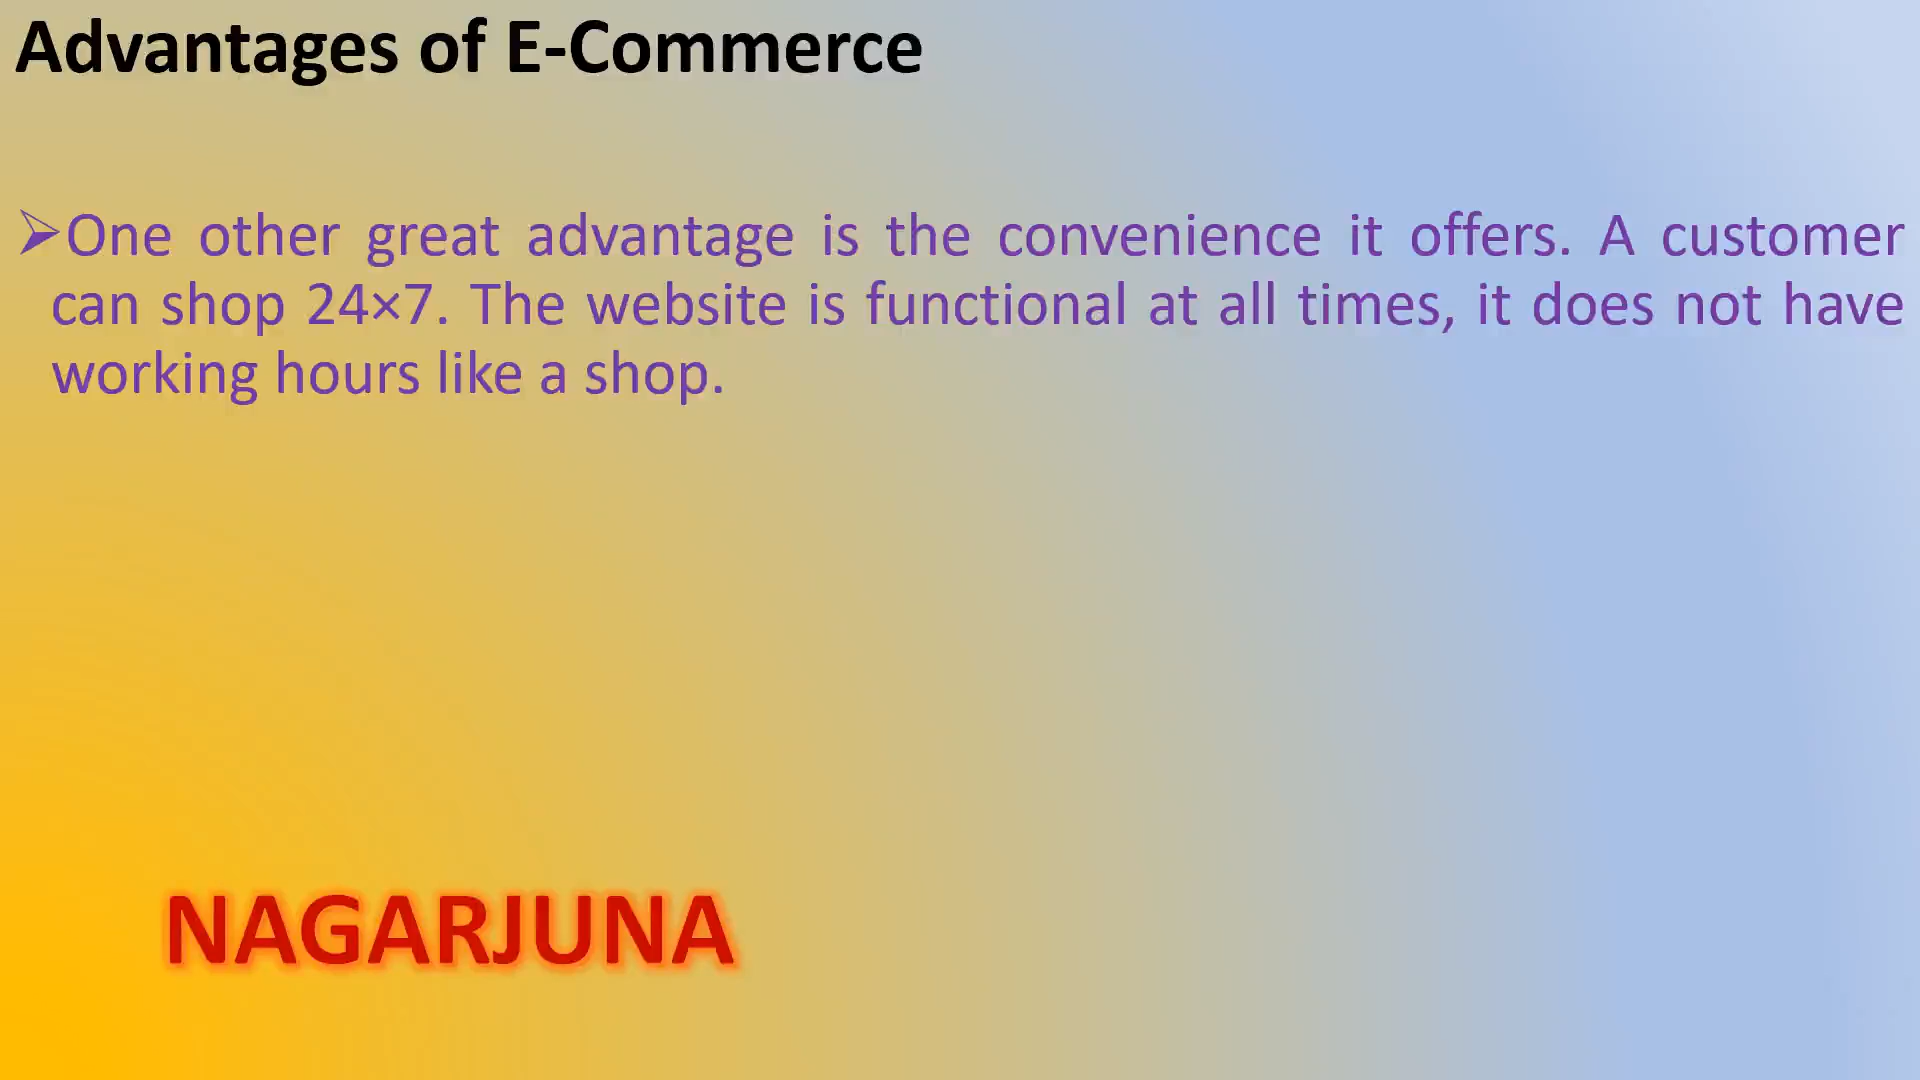 Advantages of E-Commerce
➢One other great advantage is the convenience it offers. A customer
can shop 24×7. The website is functional at all times, it does not have
working hours like a shop.
NAGARJUNA